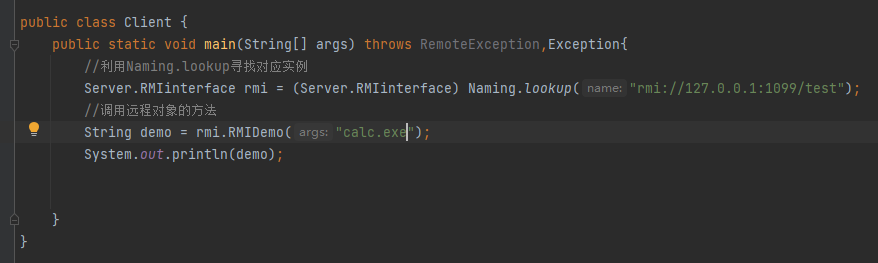 public class Client {
public static void main(String[] args) throws RemoteException,Exception{
//利用Naming.lookup寻找对应实例
Server.RMIinterface rmi = (Server.RMIinterface) Naming.lookup( name: "rmi://127.0.0.1:1099/test");
//调用远程对象的方法
String demo = rmi.RMIDemo( args: "calc.exe");
System.out.println(demo);
}
}